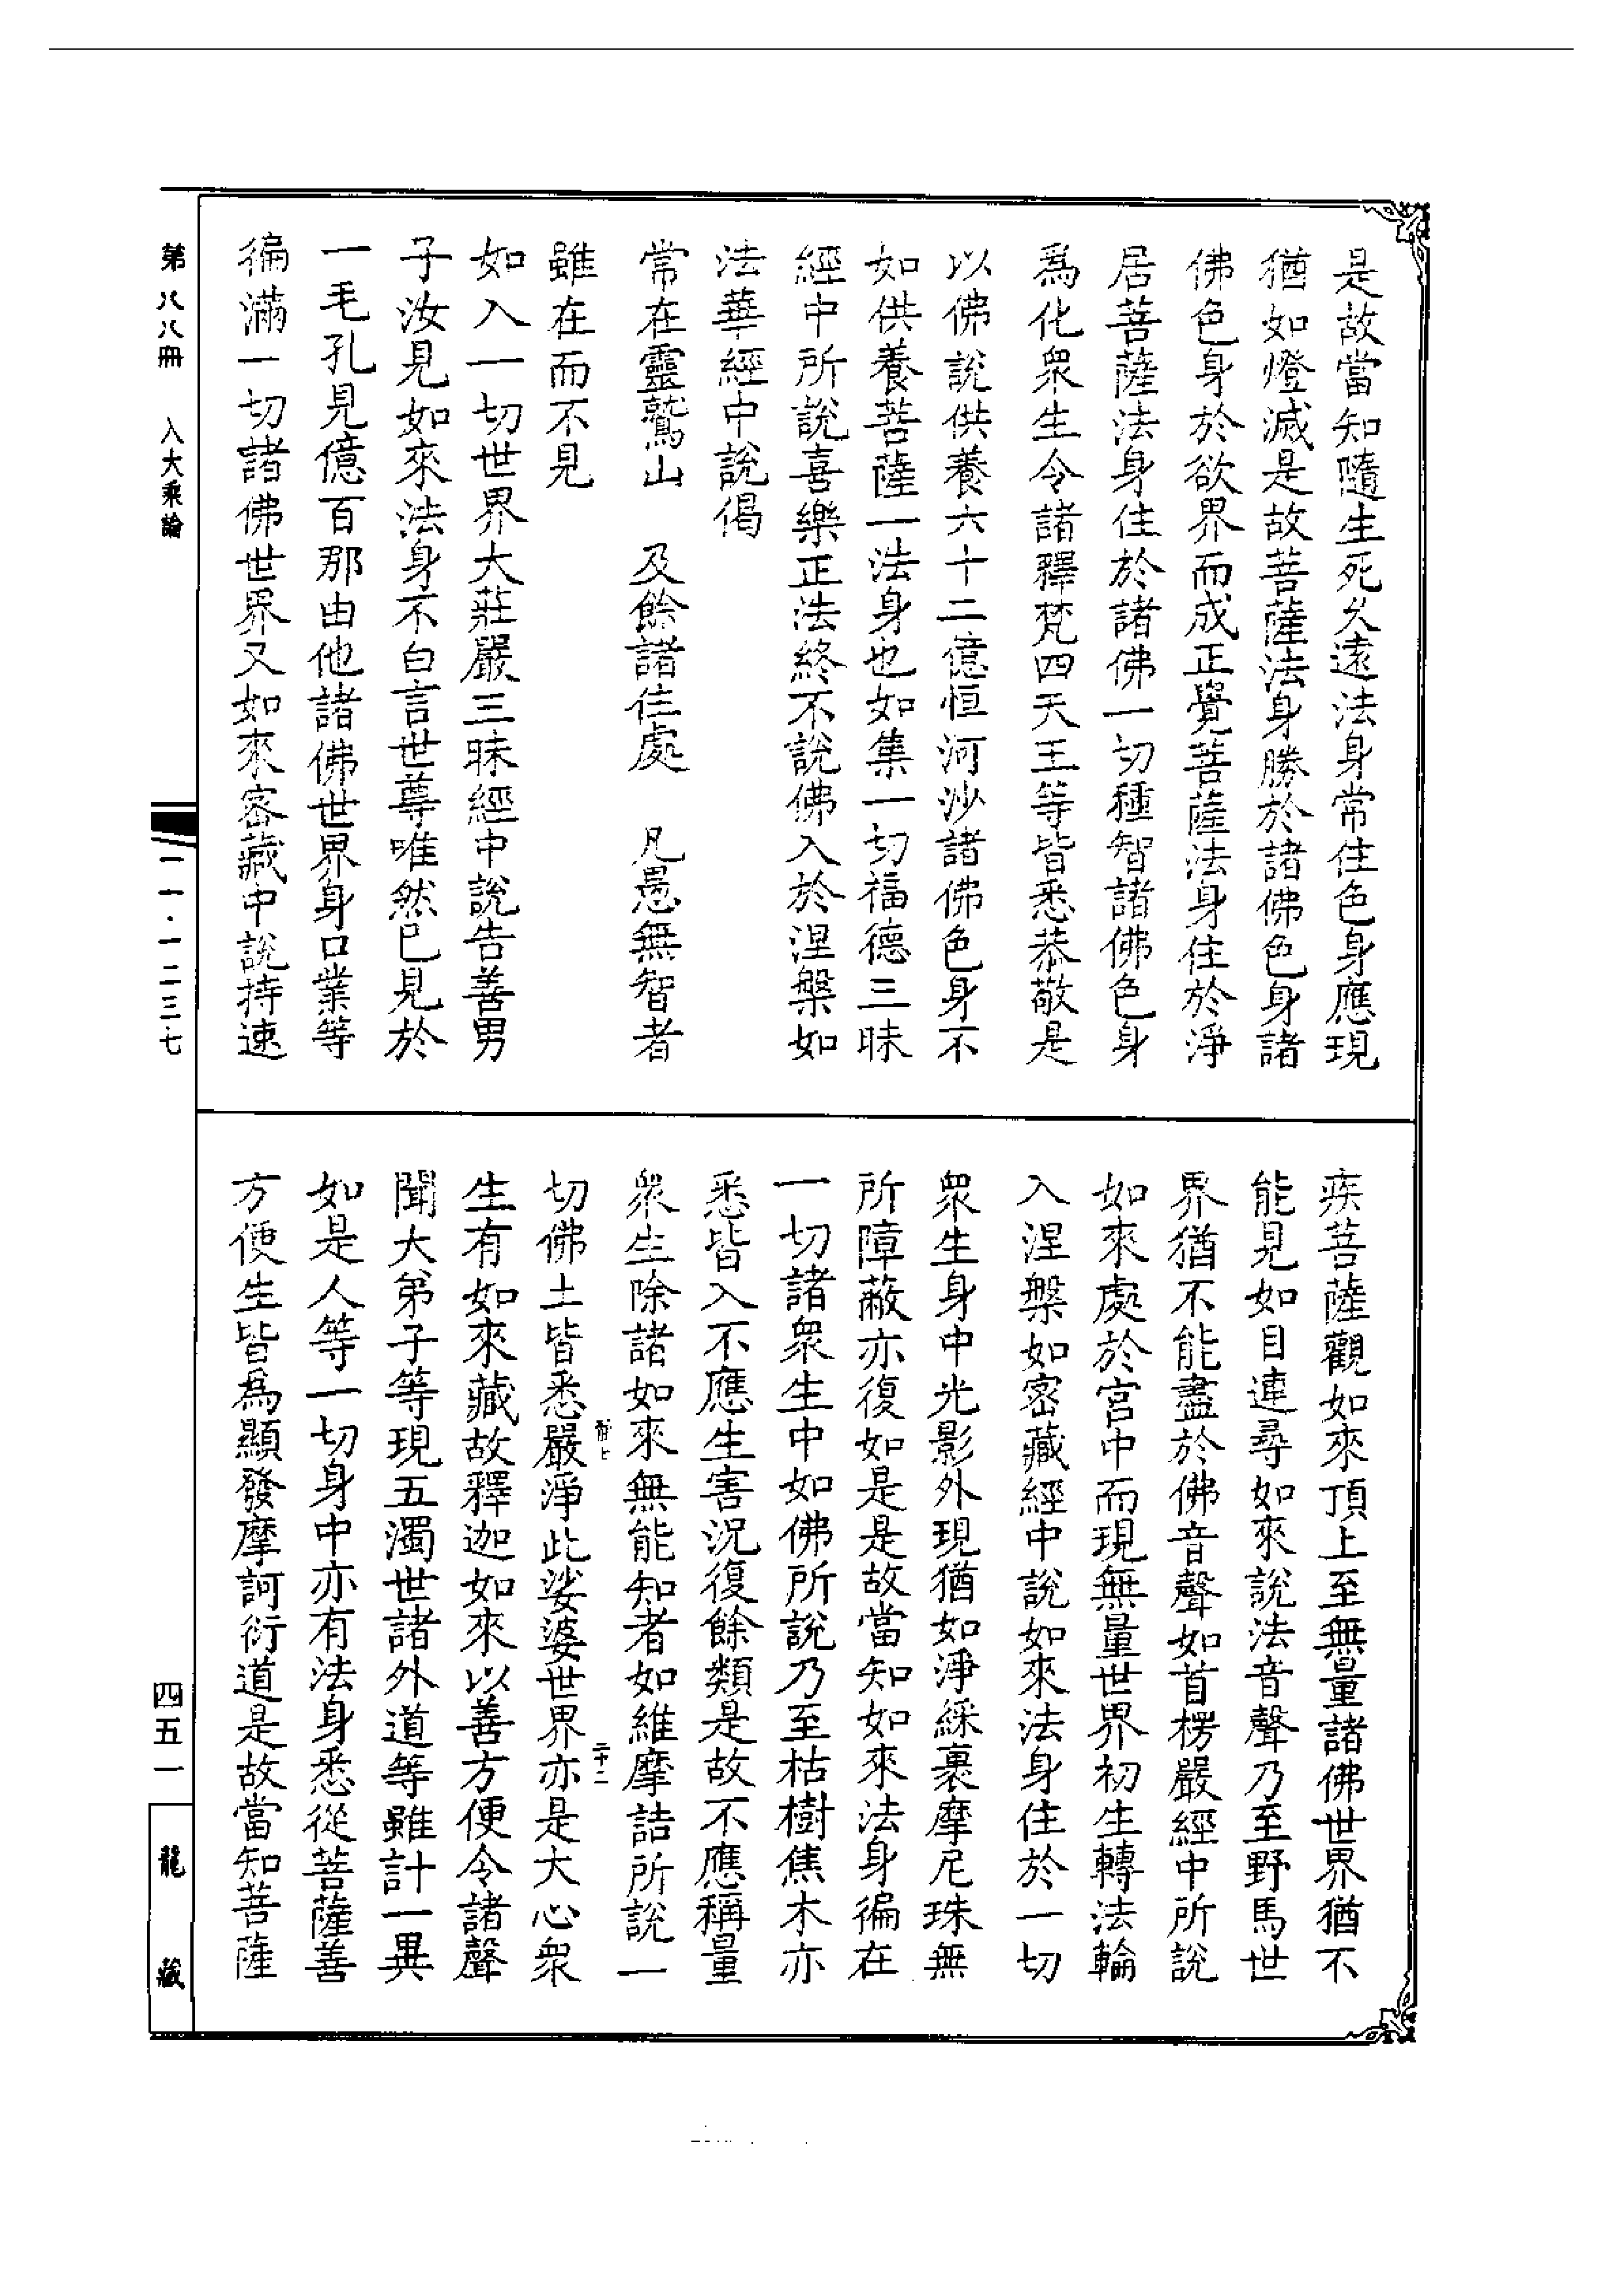 是故當知隨生死久遠法身常住色身應現
猶如燈滅是故菩薩法身勝於諸佛色身諸
佛色身於欲界而成正覺菩薩法身住於淨
居菩薩法身住於諸佛一切種智諸佛色身
爲化衆生令諸釋梵四天王等皆悉恭敬是
以佛說供養六十二億恒河沙諸佛色身不
如供養菩薩一法身也如集一切福德三昧
經中所說喜樂正法終不說佛入於涅槃如
法華經中說偈
常在靈鷲山　及餘諸住處　凡愚無智者
雖在而不見
如入一切世界大莊嚴三昧經中說告善男
子汝見如來法身不白言世尊唯然已見於
一毛孔見億百那由他諸佛世界身口業等
徧滿一切諸佛世界又如來密藏中說持速
疾菩薩觀如來頂上至無量諸佛世界猶不
能見如目連尋如來說法音聲乃至野馬世
界猶不能盡於佛音聲如首楞嚴經中所說
如來處於宮中而現無量世界初生轉法輪
入涅槃如密藏經中說如來法身住於一切
衆生身中光影外現猶如淨綵裹摩尼珠無
所障蔽亦復如是是故當知如來法身徧在
一切諸衆生中如佛所說乃至枯樹焦木亦
悉皆入不應生害況復餘類是故不應稱量
衆生除諸如來無能知者如維摩詰所說一
切佛土皆悉嚴淨此娑婆世界亦是大心衆
生有如來藏故釋迦如來以善方便令諸聲
聞大弟子等現五濁世諸外道等雖計一異
如是人等一切身中亦有法身悉從菩薩善
方便生皆爲顯發摩訶衍道是故當知菩薩
二十二
第八八冊　入大乘論
一一·一二三七
四五一
龍藏